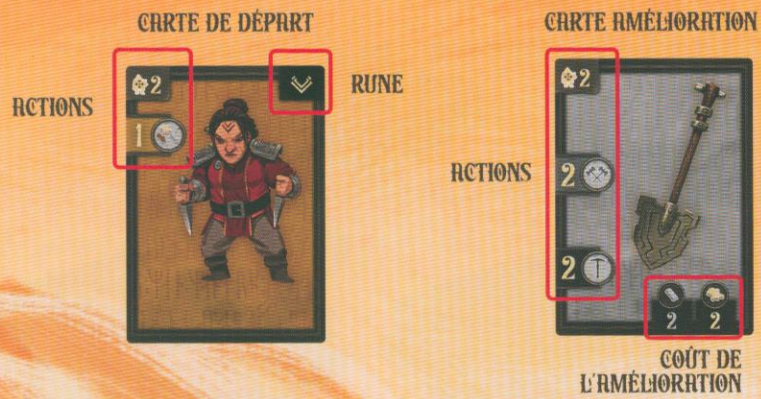 CARTE DE DÉPART
2
RUNE
ACTIONS
1
CARTE AMÉLIORATION
2
ACTIONS
2
2
2 2
COÛT DE
L'AMÉLIORATION